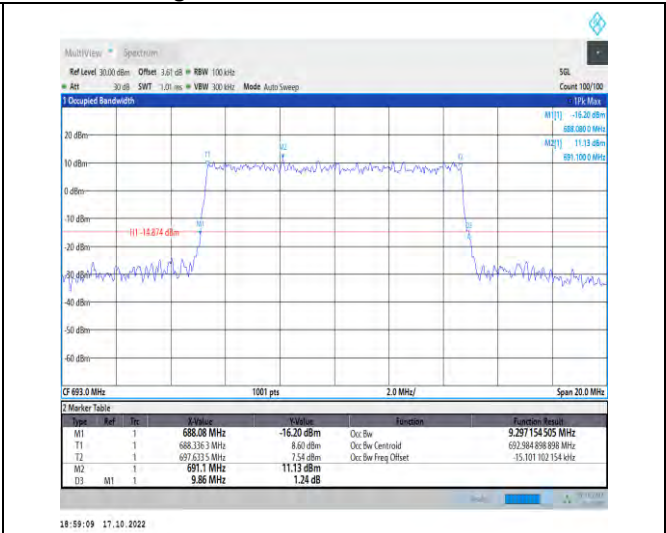 MultiView Spectrum
Ref Level 30.00 dBm Offset 3.61 dB RBW 100 kHz SGL
Att 30 dB SWT 1.01 ms VBW 300 kHz Mode Auto Sweep Count 100/100
1 Occupied Bandwidth 1Pk Max
M1[1] -16.20 dBm
688.080 0 MHz
M2[1] 11.13 dBm
691.100 0 MHz
20 dBm
M2
T1
T2
10 dBm
0 dBm
-10 dBm
M1
D3
H1 -14.874 dBm
-20 dBm
-30 dBm
-40 dBm
-50 dBm
-60 dBm
CF 693.0 MHz 1001 pts 2.0 MHz/ Span 20.0 MHz
2 Marker Table
Type Ref Trc X-Value Y-Value Function Function Result
M1 1 688.08 MHz -16.20 dBm Occ Bw 9.297 154 505 MHz
T1 1 688.336 3 MHz 8.60 dBm Occ Bw Centroid 692.984 898 898 MHz
T2 1 697.633 5 MHz 7.54 dBm Occ Bw Freq Offset -15.101 102 154 kHz
M2 1 691.1 MHz 11.13 dBm
D3 M1 1 9.86 MHz 1.24 dB
18:59:09 17.10.2022